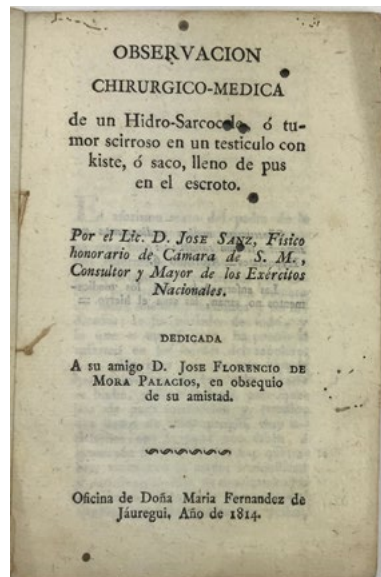 OBSERVACION
CHIRURGICO-MEDICA
de un Hidro-Sarcocele, ó tu-
mor scirroso en un testiculo con
kiste, ó saco, lleno de pus
en el escroto.
Por el Lic. D. JOSE SANZ, Físico
honorario de Cámara de S. M.,
Consultor y Mayor de los Exércitos
Nacionales.
DEDICADA
A su amigo D. JOSE FLORENCIO DE
MORA PALACIOS, en obsequio
de su amistad.
Oficina de Doña Maria Fernandez de
Jáuregui, Año de 1814.